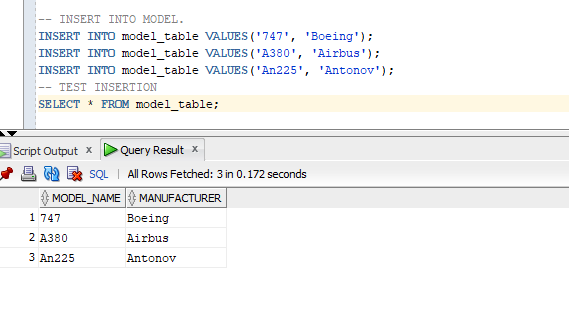 -- INSERT INTO MODEL.
INSERT INTO model_table VALUES('747', 'Boeing');
INSERT INTO model_table VALUES('A380', 'Airbus');
INSERT INTO model_table VALUES('An225', 'Antonov');
-- TEST INSERTION
SELECT * FROM model_table;
Script Output x Query Result x
SQL | All Rows Fetched: 3 in 0.172 seconds
MODEL_NAME MANUFACTURER
1 747 Boeing
2 A380 Airbus
3 An225 Antonov